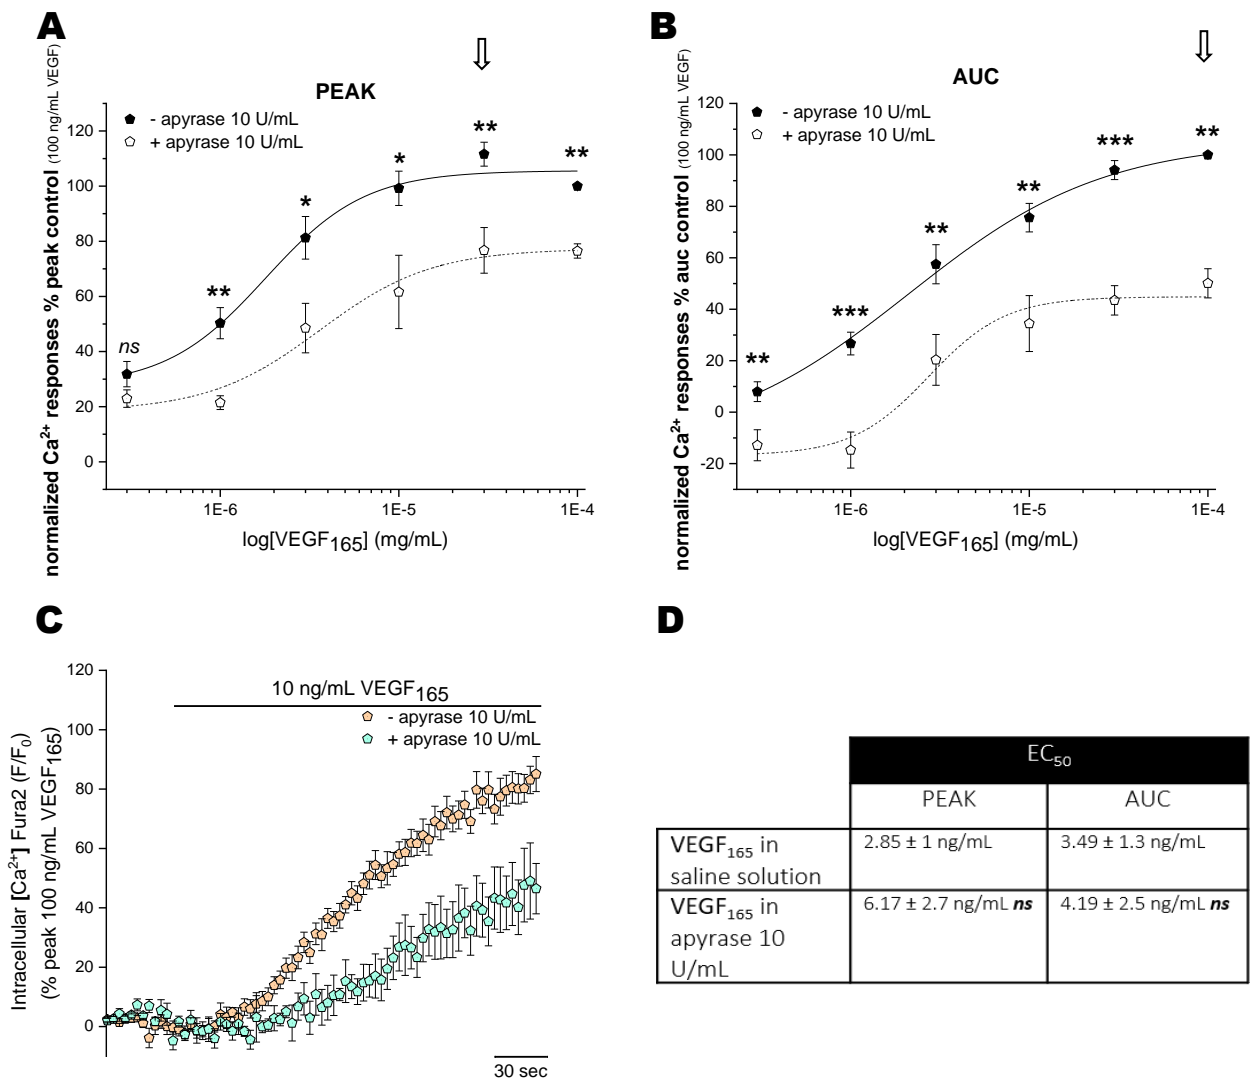 A
PEAK
- apyrase 10 U/mL
+ apyrase 10 U/mL
normalized Ca²⁺ responses % peak control (100 ng/mL VEGF)
120
100
80
60
40
20
0
ns
**
*
*
**
**
1E-6
1E-5
1E-4
log[VEGF₁₆₅] (mg/mL)
B
AUC
- apyrase 10 U/mL
+ apyrase 10 U/mL
normalized Ca²⁺ responses % auc control (100 ng/mL VEGF)
120
100
80
60
40
20
0
-20
**
***
**
**
***
**
1E-6
1E-5
1E-4
log[VEGF₁₆₅] (mg/mL)
C
10 ng/mL VEGF₁₆₅
- apyrase 10 U/mL
+ apyrase 10 U/mL
Intracellular [Ca²⁺] Fura2 (F/F₀)
(% peak 100 ng/mL VEGF₁₆₅)
120
100
80
60
40
20
0
30 sec
D
EC₅₀
PEAK AUC
VEGF₁₆₅ in
saline solution
2.85 ± 1 ng/mL
3.49 ± 1.3 ng/mL
VEGF₁₆₅ in
apyrase 10
U/mL
6.17 ± 2.7 ng/mL ns
4.19 ± 2.5 ng/mL ns